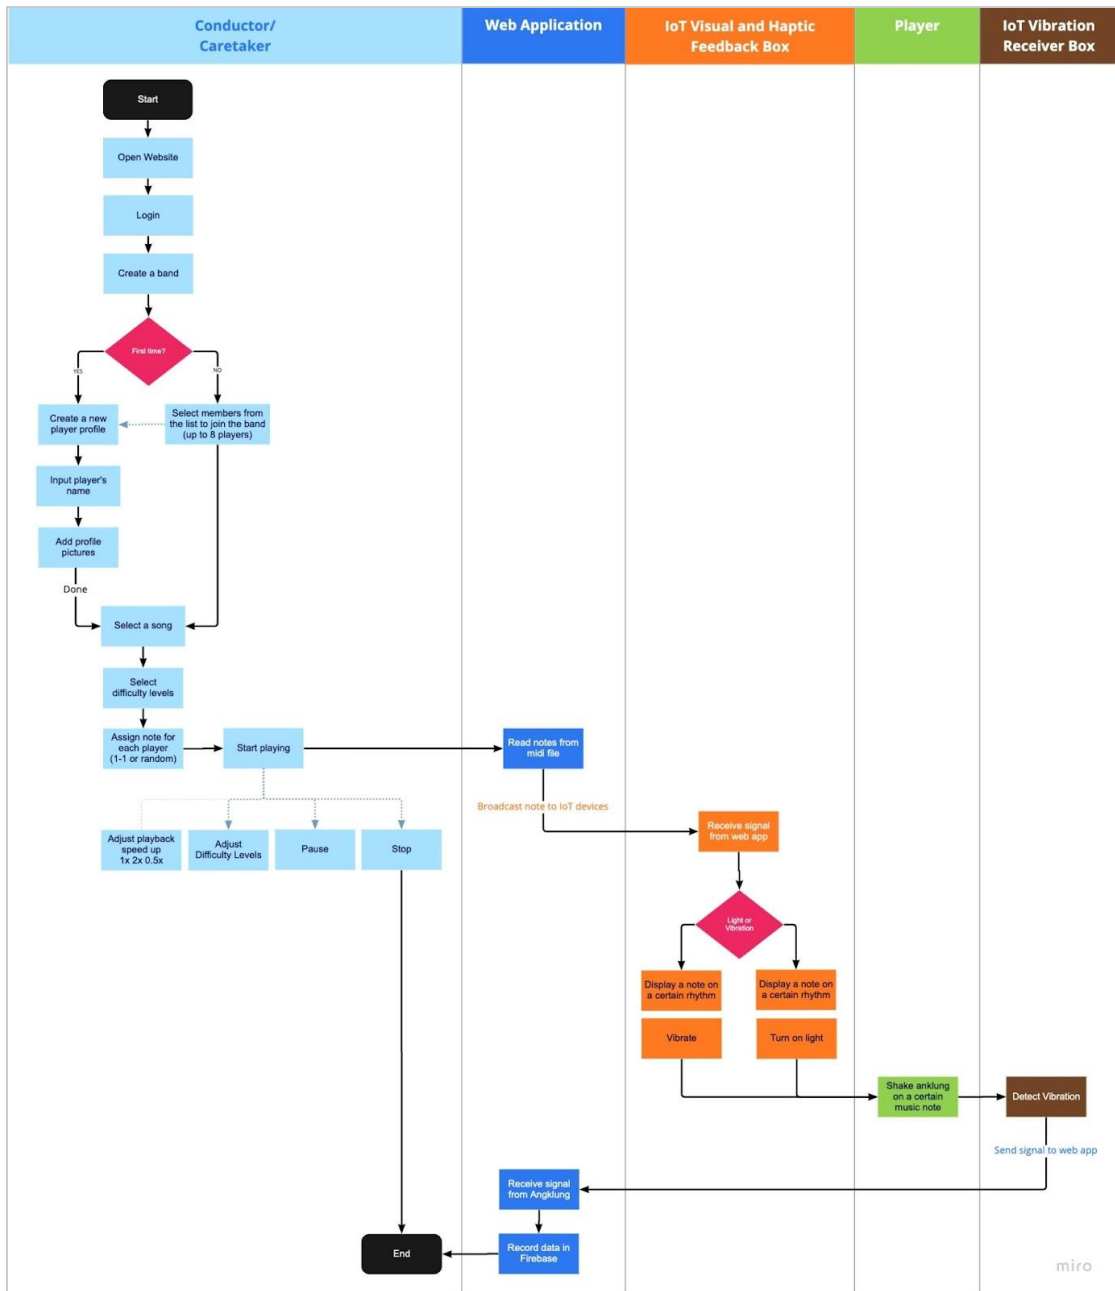 Conductor/
Caretaker
Web Application
IoT Visual and Haptic
Feedback Box
Player
IoT Vibration
Receiver Box
Start
Open Website
Login
Create a band
First time?
YES
NO
Create a new
player profile
Select members from
the list to join the band
(up to 8 players)
Input player's
name
Add profile
pictures
Done
Select a song
Select
difficulty levels
Assign note for
each player
(1-1 or random)
Start playing
Read notes from
midi file
Broadcast note to IoT devices
Adjust playback
speed up
1x 2x 0.5x
Adjust
Difficulty Levels
Pause
Stop
Receive signal
from web app
Light or
Vibration
Display a note on
a certain rhythm
Display a note on
a certain rhythm
Vibrate
Turn on light
Shake anklung
on a certain
music note
Detect Vibration
Send signal to web app
Receive signal
from Angklung
Record data in
Firebase
End
miro